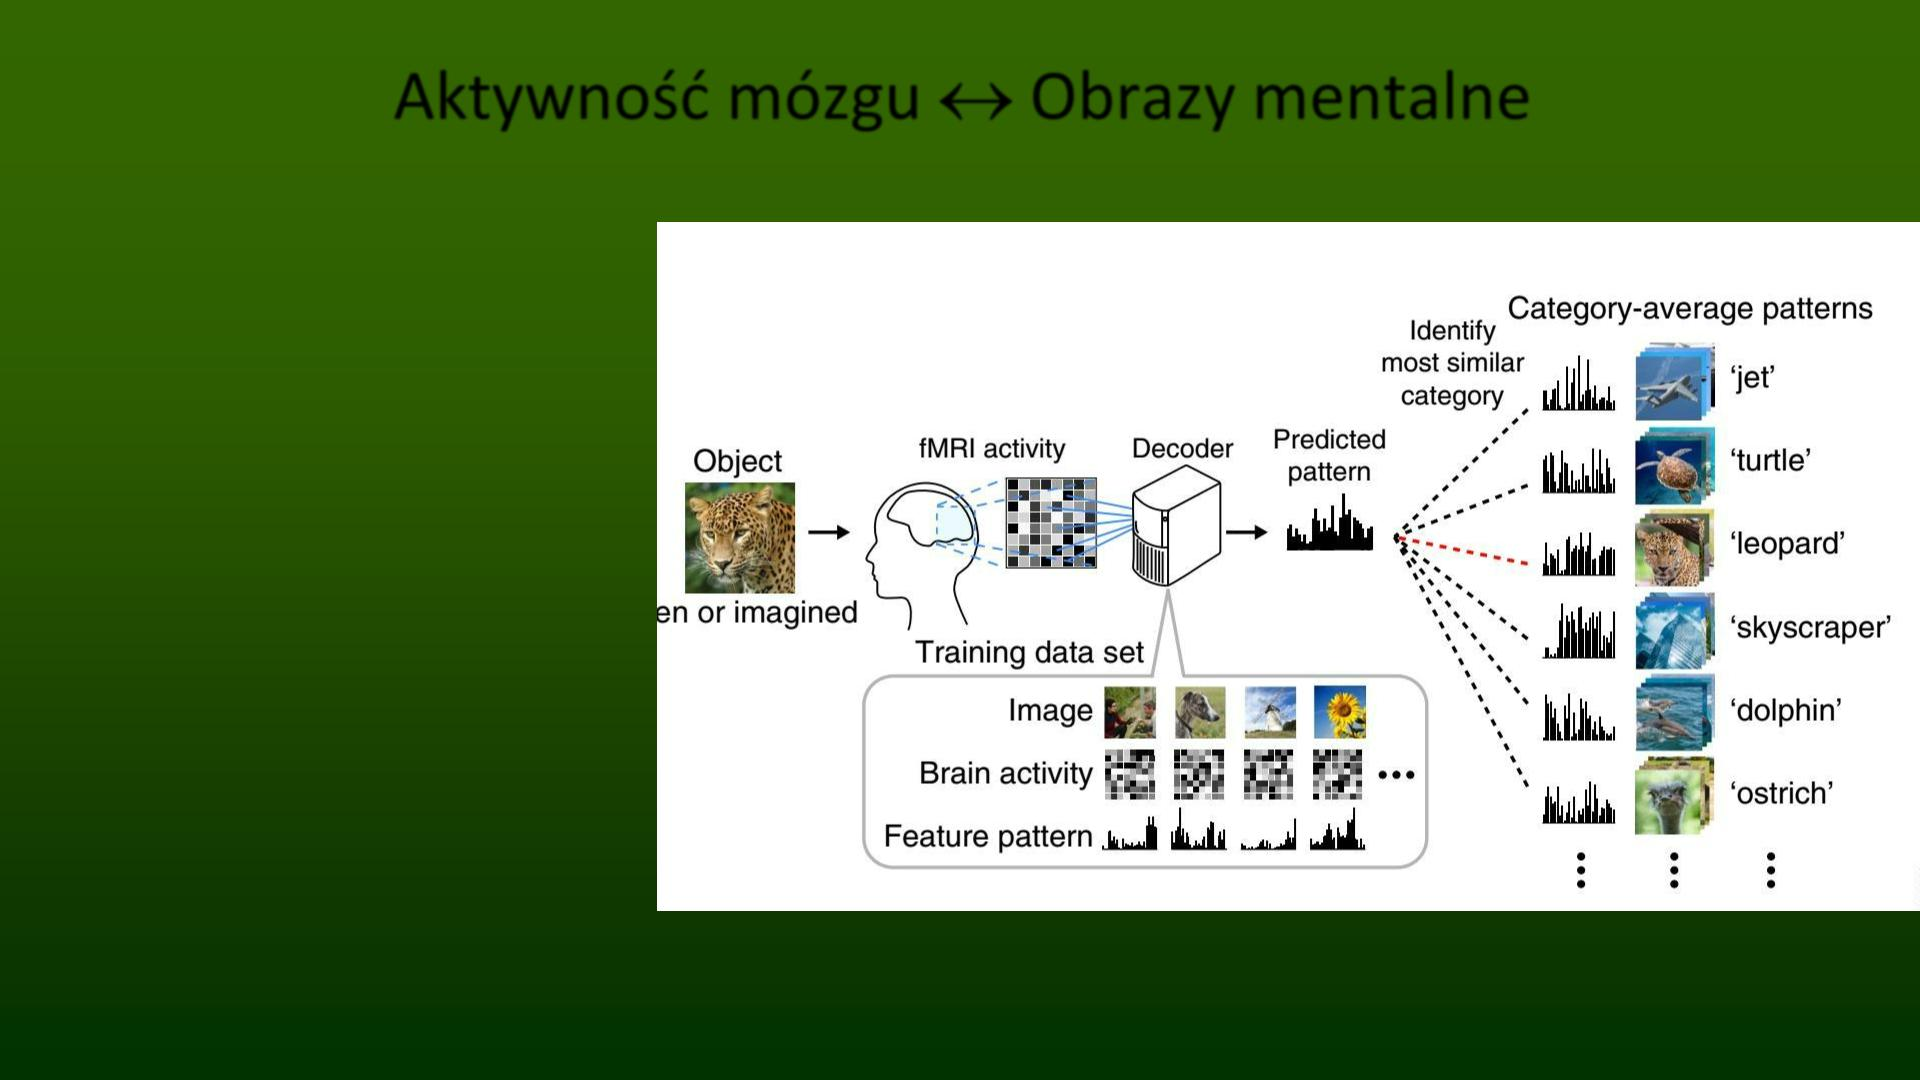 Aktywność mózgu ↔ Obrazy mentalne
Category-average patterns
Identify
most similar
category
'jet'
'turtle'
'leopard'
'skyscraper'
'dolphin'
'ostrich'
Object
en or imagined
fMRI activity
Decoder
Predicted
pattern
Training data set
Image
Brain activity
Feature pattern